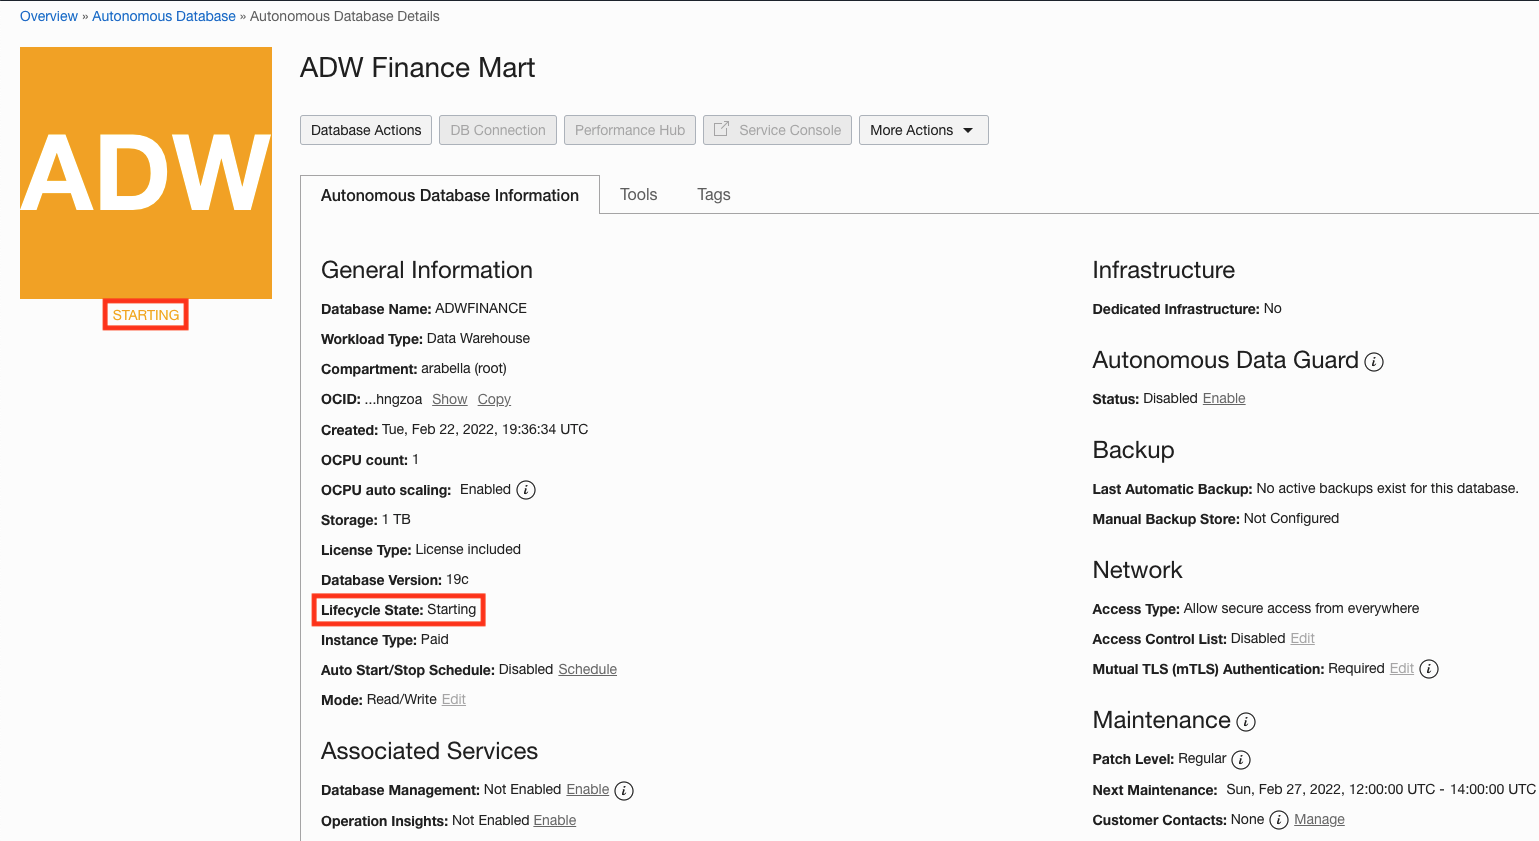 Overview » Autonomous Database » Autonomous Database Details
ADW
STARTING
ADW Finance Mart
Database Actions
DB Connection
Performance Hub
Service Console
More Actions
Autonomous Database Information
Tools
Tags
General Information
Database Name: ADWFINANCE
Workload Type: Data Warehouse
Compartment: arabella (root)
OCID: ...hngzoa Show Copy
Created: Tue, Feb 22, 2022, 19:36:34 UTC
OCPU count: 1
OCPU auto scaling: Enabled i
Storage: 1 TB
License Type: License included
Database Version: 19c
Lifecycle State: Starting
Instance Type: Paid
Auto Start/Stop Schedule: Disabled Schedule
Mode: Read/Write Edit
Associated Services
Database Management: Not Enabled Enable i
Operation Insights: Not Enabled Enable
Infrastructure
Dedicated Infrastructure: No
Autonomous Data Guard i
Status: Disabled Enable
Backup
Last Automatic Backup: No active backups exist for this database.
Manual Backup Store: Not Configured
Network
Access Type: Allow secure access from everywhere
Access Control List: Disabled Edit
Mutual TLS (mTLS) Authentication: Required Edit i
Maintenance i
Patch Level: Regular i
Next Maintenance: Sun, Feb 27, 2022, 12:00:00 UTC - 14:00:00 UTC
Customer Contacts: None i Manage